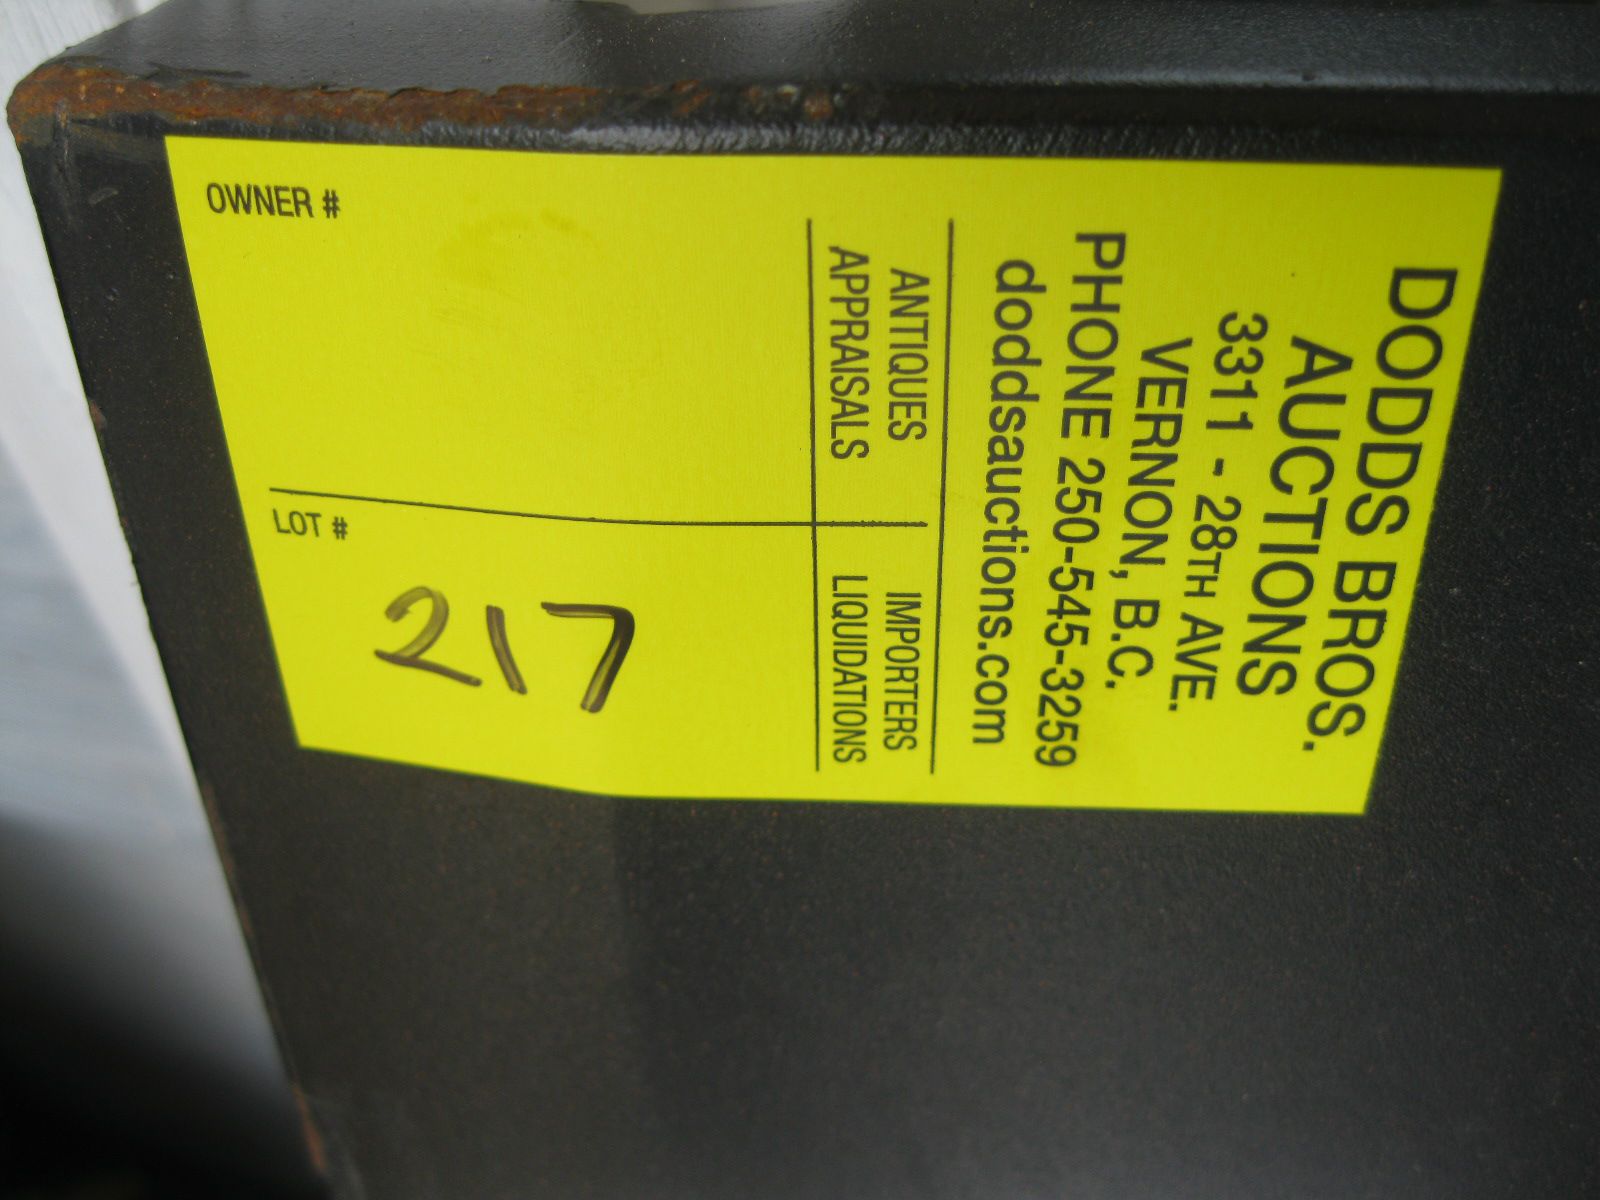 DODDS BROS.
AUCTIONS
3311 - 28TH AVE.
VERNON, B.C.
PHONE 250-545-3259
doddsauctions.com
ANTIQUES IMPORTERS
APPRAISALS LIQUIDATIONS
OWNER #
LOT #
217